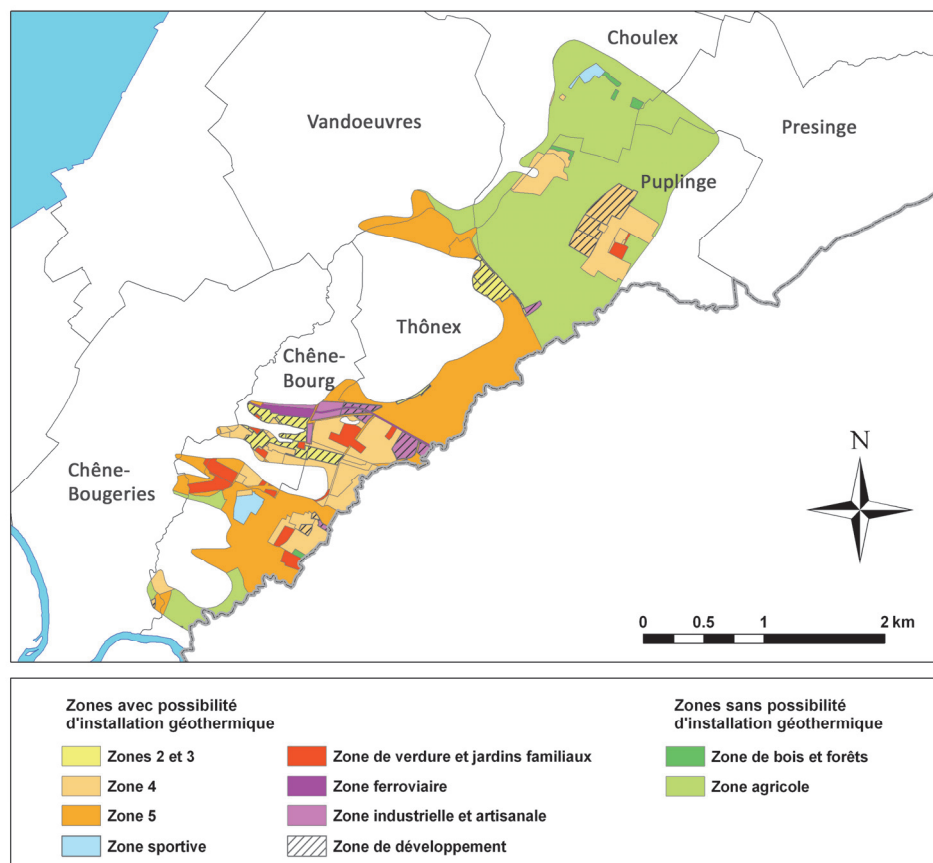 Choulex
Vandoeuvres
Presinge
Puplinge
Thônex
Chêne-
Bourg
Chêne-
Bougeries
N
0 0.5 1 2 km
Zones avec possibilité
d'installation géothermique
Zones 2 et 3
Zone 4
Zone 5
Zone sportive
Zone de verdure et jardins familiaux
Zone ferroviaire
Zone industrielle et artisanale
Zone de développement
Zones sans possibilité
d'installation géothermique
Zone de bois et forêts
Zone agricole